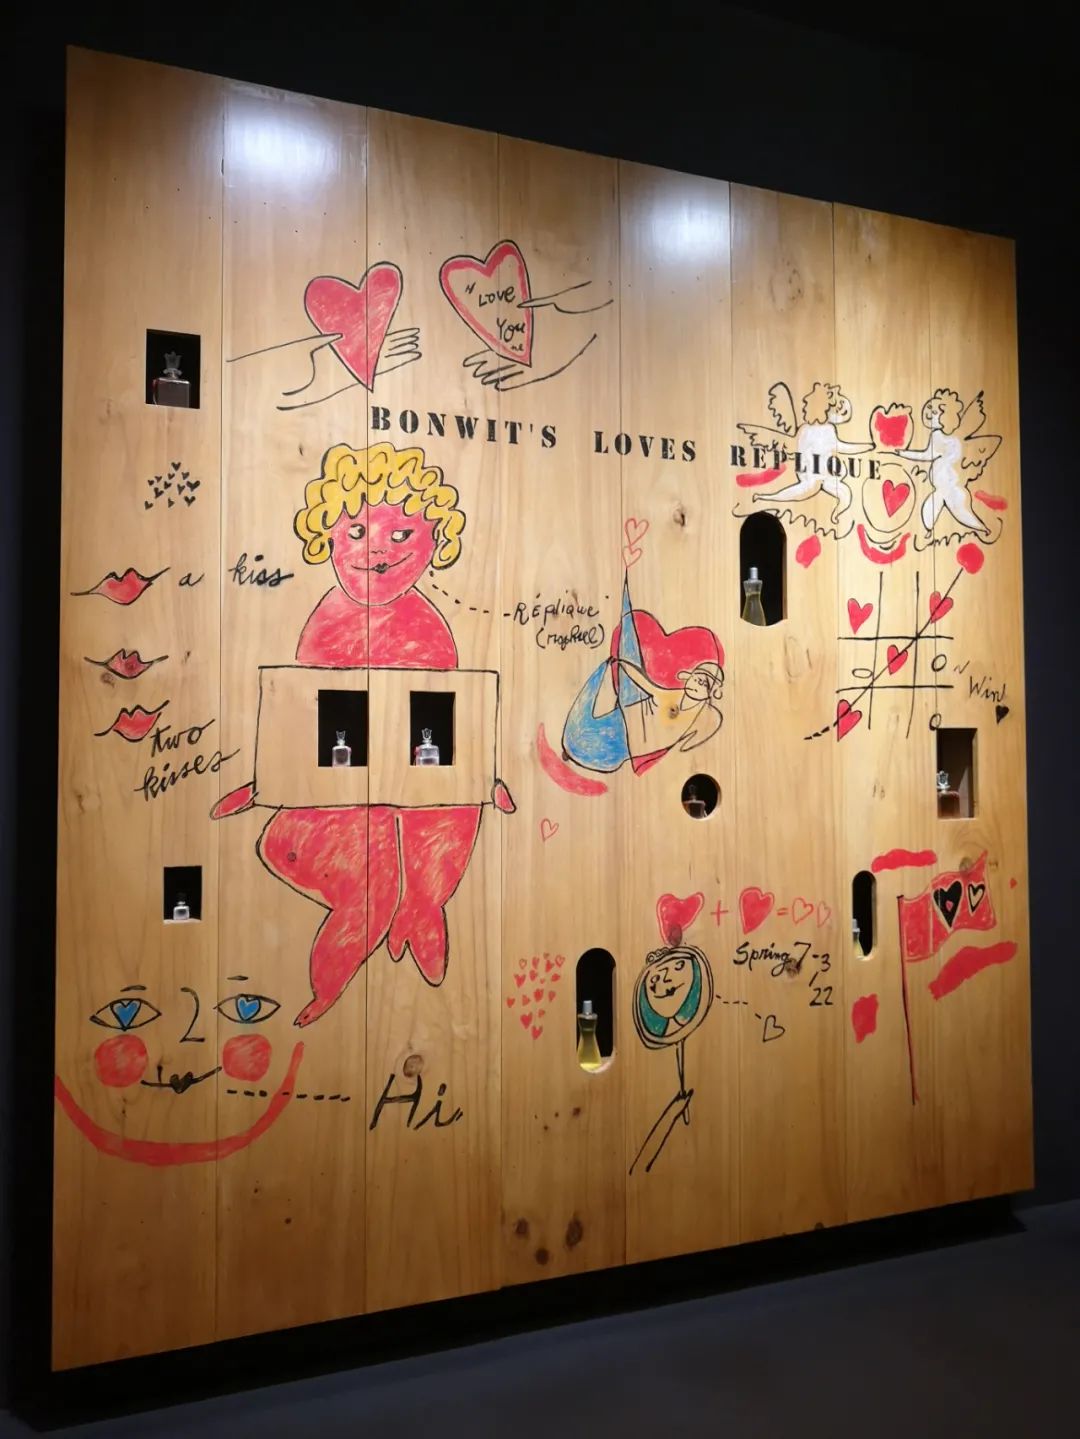 Love
You
BONWIT'S LOVES REPLIQUE
a kiss
"Réplique"
(raphael)
two
kisses
Win
Spring 7-3
22
Hi